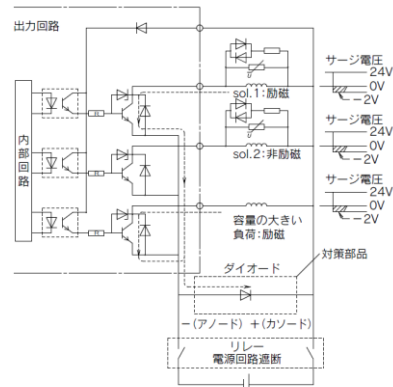 出力回路
サージ電圧
24V
0V
-2V
sol.1:励磁
内部回路
サージ電圧
24V
0V
-2V
sol.2:非励磁
サージ電圧
24V
0V
-2V
容量の大きい
負荷:励磁
対策部品
ダイオード
-(アノード) +(カソード)
リレー
電源回路遮断